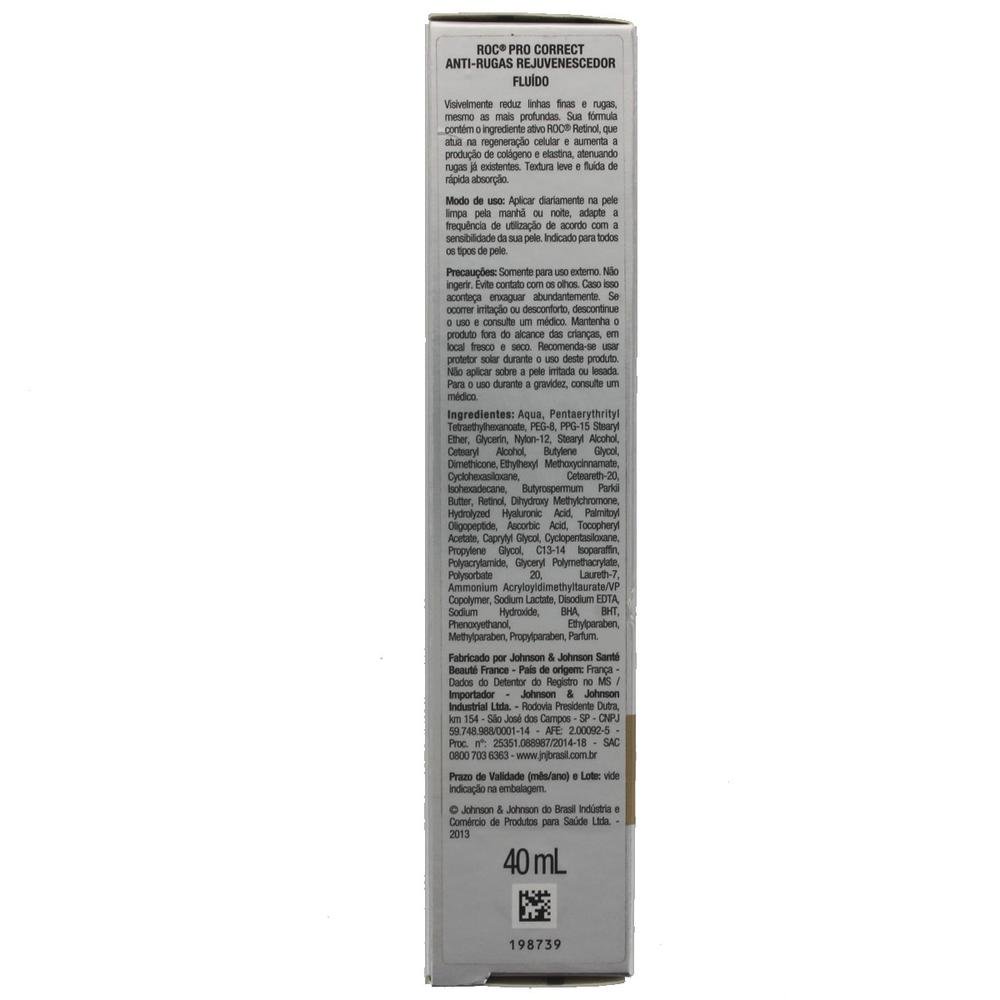 ROC® PRO CORRECT
ANTI-RUGAS REJUVENESCEDOR
FLUÍDO
Visivelmente reduz linhas finas e rugas,
mesmo as mais profundas. Sua fórmula
contém o ingrediente ativo ROC® Retinol, que
atua na regeneração celular e aumenta a
produção de colágeno e elastina, atenuando
rugas já existentes. Textura leve e fluída de
rápida absorção.
Modo de uso: Aplicar diariamente na pele
limpa pela manhã ou noite, adapte a
frequência de utilização de acordo com a
sensibilidade da sua pele. Indicado para todos
os tipos de pele.
Precauções: Somente para uso externo. Não
ingerir. Evite contato com os olhos. Caso isso
aconteça enxaguar abundantemente. Se
ocorrer irritação ou desconforto, descontinue
o uso e consulte um médico. Mantenha o
produto fora do alcance das crianças, em
local fresco e seco. Recomenda-se usar
protetor solar durante o uso deste produto.
Não aplicar sobre a pele irritada ou lesada.
Para o uso durante a gravidez, consulte um
médico.
Ingredientes: Aqua, Pentaerythrityl
Tetraethylhexanoate, PEG-8, PPG-15 Stearyl
Ether, Glycerin, Nylon-12, Stearyl Alcohol,
Cetearyl Alcohol, Butylene Glycol,
Dimethicone, Ethylhexyl Methoxycinnamate,
Cyclohexasiloxane, Ceteareth-20,
Isohexadecane, Butyrospermum Parkii
Butter, Retinol, Dihydroxy Methylchromone,
Hydrolyzed Hyaluronic Acid, Palmitoyl
Oligopeptide, Ascorbic Acid, Tocopheryl
Acetate, Caprylyl Glycol, Cyclopentasiloxane,
Propylene Glycol, C13-14 Isoparaffin,
Polyacrylamide, Glyceryl Polymethacrylate,
Polysorbate 20, Laureth-7,
Ammonium Acryloyldimethyltaurate/VP
Copolymer, Sodium Lactate, Disodium EDTA,
Sodium Hydroxide, BHA, BHT,
Phenoxyethanol, Ethylparaben,
Methylparaben, Propylparaben, Parfum.
Fabricado por Johnson & Johnson Santé
Beauté France - País de origem: França -
Dados do Detentor do Registro no MS /
Importador - Johnson & Johnson
Industrial Ltda. - Rodovia Presidente Dutra,
km 154 - São José dos Campos - SP - CNPJ
59.748.988/0001-14 - AFE: 2.00092-5 -
Proc. n°: 25351.088987/2014-18 - SAC
0800 703 6363 - www.jnjbrasil.com.br
Prazo de Validade (mês/ano) e Lote: vide
indicação na embalagem.
© Johnson & Johnson do Brasil Indústria e
Comércio de Produtos para Saúde Ltda. -
2013
40 mL
198739